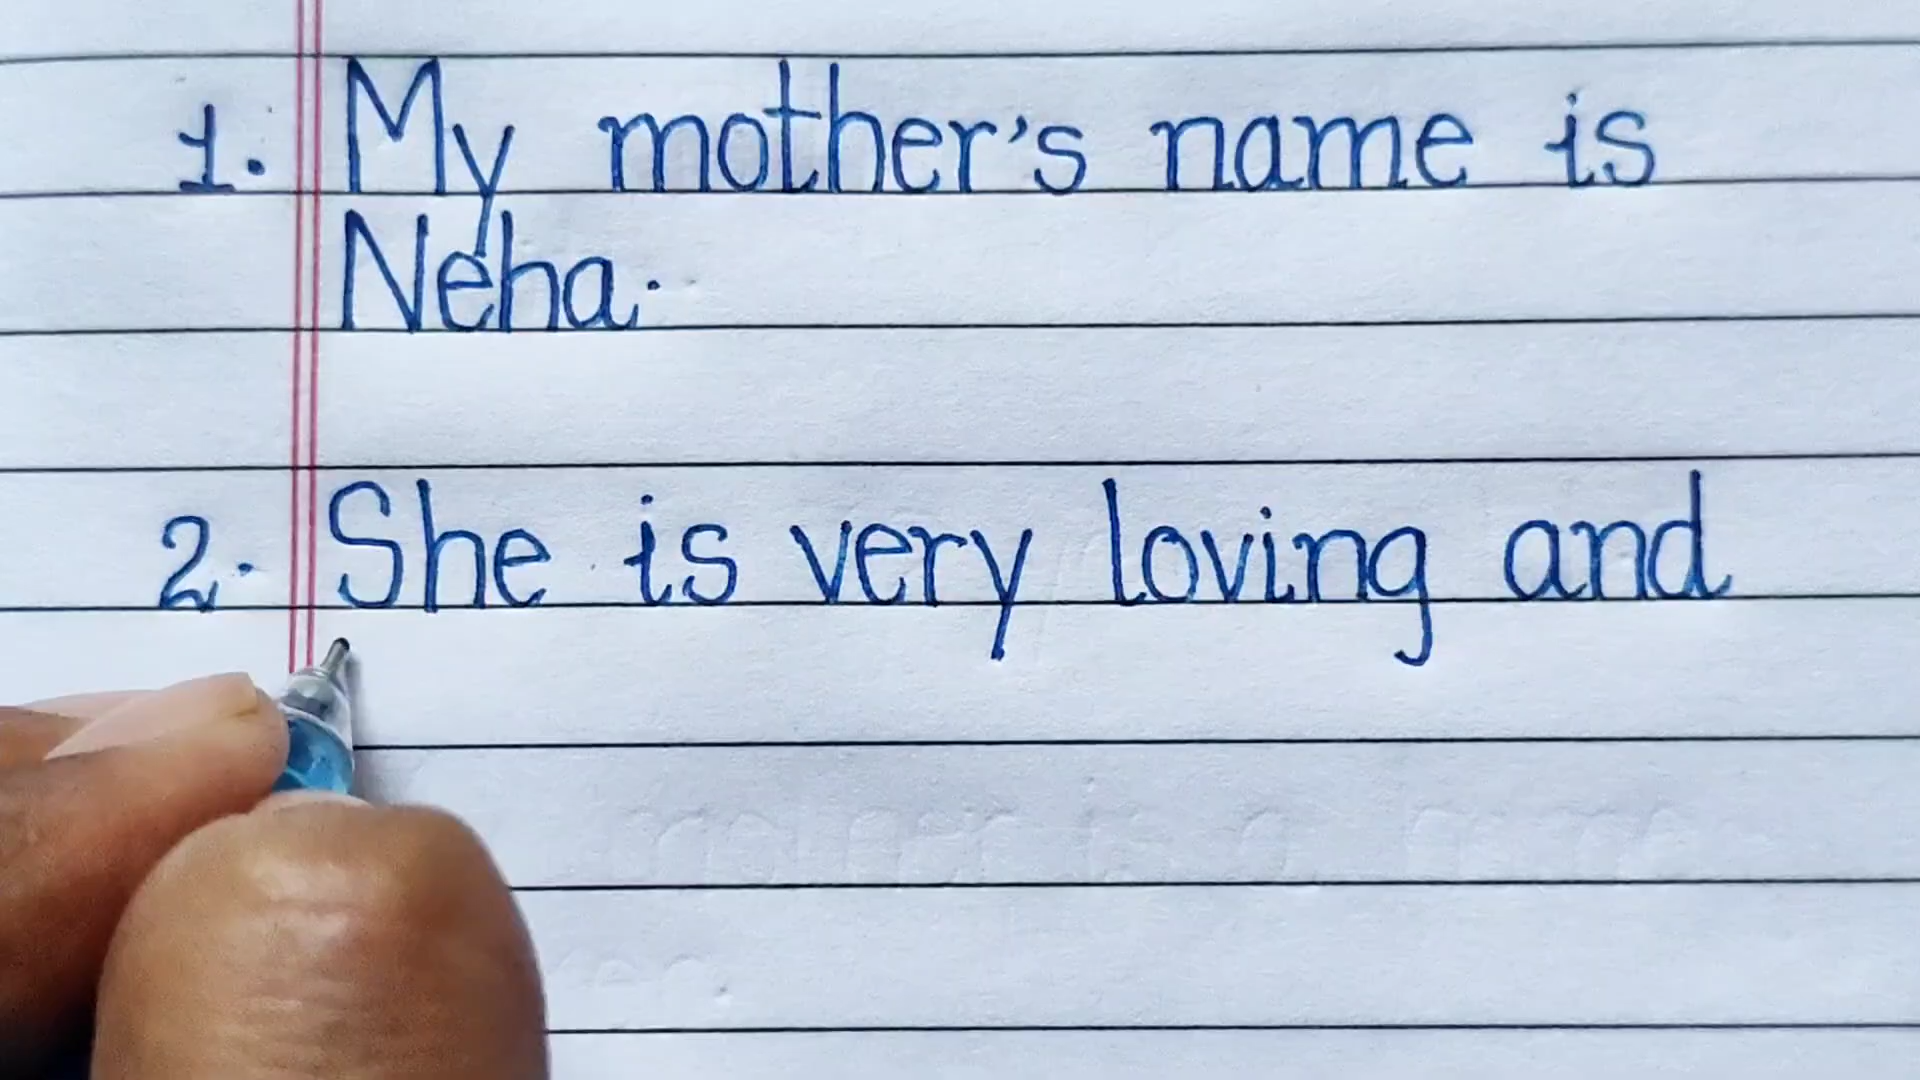 1. My mother's name is
Neha.
2. She is very loving and